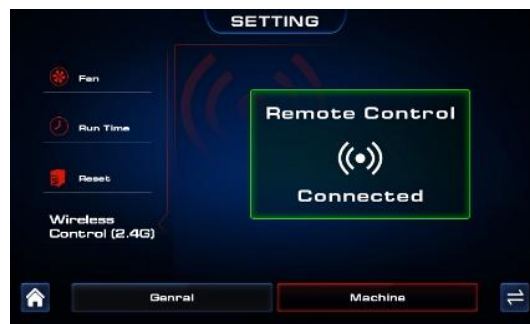 SETTING
Fan
Run Time
Reset
Wireless
Control (2.4G)
Remote Control
Connected
Genral
Machine